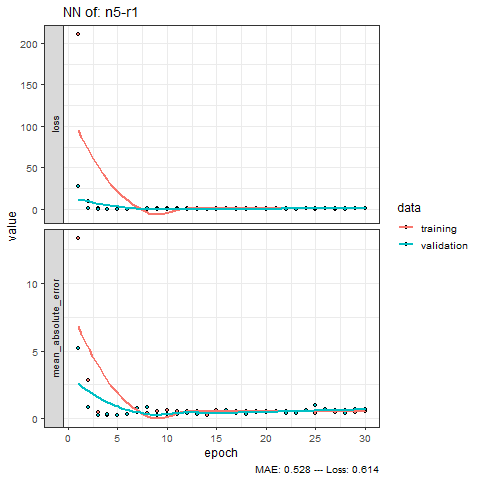 NN of: n5-r1
200
150
100
50
0
loss
value
10
5
0
mean_absolute_error
0
5
10
15
20
25
30
epoch
data
training
validation
MAE: 0.528 --- Loss: 0.614